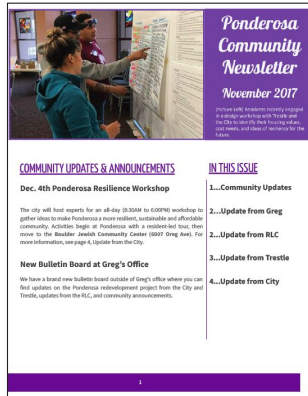 Ponderosa
Community
Newsletter
November 2017
(Picture Left) Residents recently engaged
in a design workshop with Trestle and
the City to identify their housing values,
cost needs, and ideas of resilience for the
future.
COMMUNITY UPDATES & ANNOUNCEMENTS
Dec. 4th Ponderosa Resilience Workshop
The city will host experts for an all-day (8:30AM to 6:00PM) workshop to
gather ideas to make Ponderosa a more resilient, sustainable and affordable
community. Activities begin at Ponderosa with a resident-led tour, then
move to the Boulder Jewish Community Center (6007 Oreg Ave). For
more information, see page 4, Update from the City.
New Bulletin Board at Greg's Office
We have a brand new bulletin board outside of Greg's office where you can
find updates on the Ponderosa redevelopment project from the City and
Trestle, updates from the RLC, and community announcements.
IN THIS ISSUE
1...Community Updates
2...Update from Greg
2...Update from RLC
3...Update from Trestle
4...Update from City
1